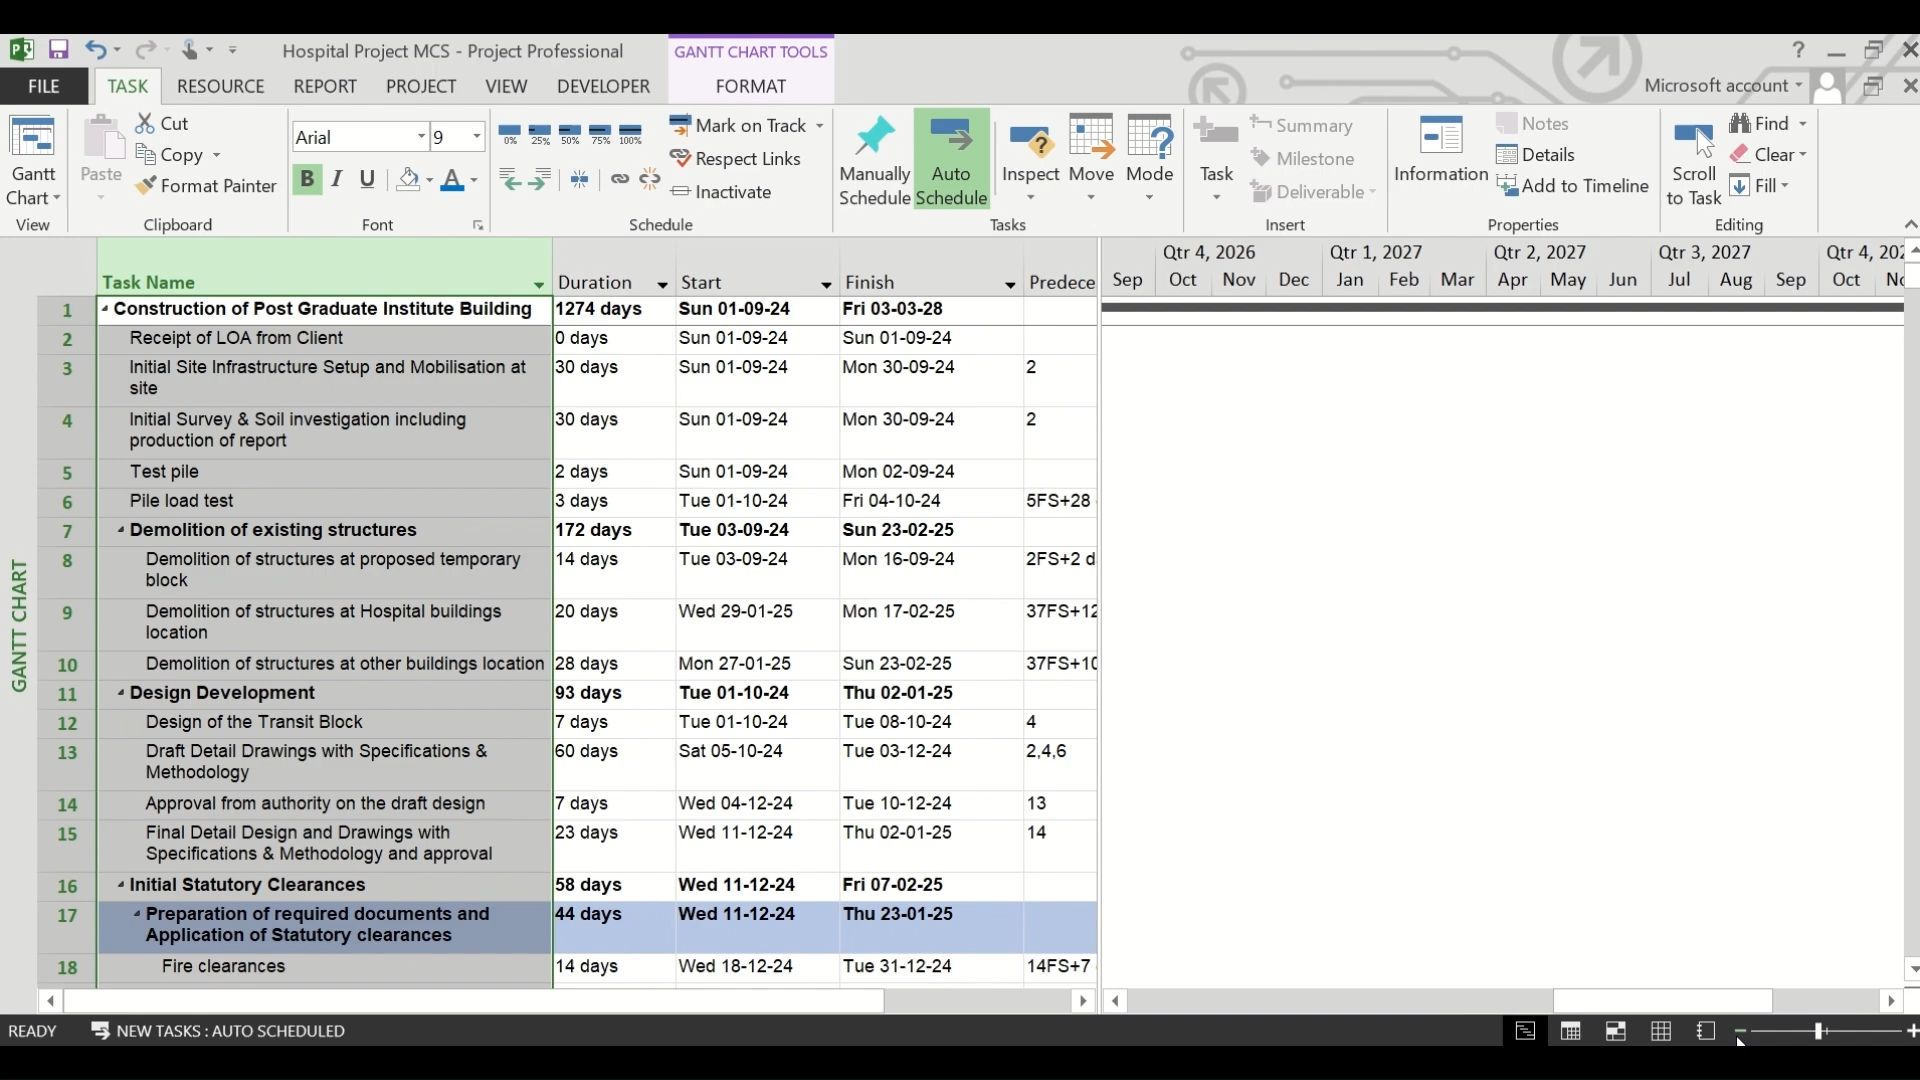 Hospital Project MCS - Project Professional
GANTT CHART TOOLS
?
FILE TASK RESOURCE REPORT PROJECT VIEW DEVELOPER FORMAT
Microsoft account
Gantt Chart
View
Paste
Cut
Copy
Format Painter
Clipboard
Arial 9
B I U A
Font
0% 25% 50% 75% 100%
Mark on Track
Respect Links
Inactivate
Schedule
Manually Schedule
Auto Schedule
Inspect
Move
Mode
Tasks
Task
Summary
Milestone
Deliverable
Insert
Information
Notes
Details
Add to Timeline
Properties
Scroll to Task
Find
Clear
Fill
Editing
GANTT CHART
Task Name Duration Start Finish Predece
Qtr 4, 2026 Qtr 1, 2027 Qtr 2, 2027 Qtr 3, 2027 Qtr 4, 202
Sep Oct Nov Dec Jan Feb Mar Apr May Jun Jul Aug Sep Oct No
1 Construction of Post Graduate Institute Building 1274 days Sun 01-09-24 Fri 03-03-28
2 Receipt of LOA from Client 0 days Sun 01-09-24 Sun 01-09-24
3 Initial Site Infrastructure Setup and Mobilisation at 30 days Sun 01-09-24 Mon 30-09-24 2
site
4 Initial Survey & Soil investigation including 30 days Sun 01-09-24 Mon 30-09-24 2
production of report
5 Test pile 2 days Sun 01-09-24 Mon 02-09-24
6 Pile load test 3 days Tue 01-10-24 Fri 04-10-24 5FS+28
7 Demolition of existing structures 172 days Tue 03-09-24 Sun 23-02-25
8 Demolition of structures at proposed temporary 14 days Tue 03-09-24 Mon 16-09-24 2FS+2 d
block
9 Demolition of structures at Hospital buildings 20 days Wed 29-01-25 Mon 17-02-25 37FS+12
location
10 Demolition of structures at other buildings location 28 days Mon 27-01-25 Sun 23-02-25 37FS+10
11 Design Development 93 days Tue 01-10-24 Thu 02-01-25
12 Design of the Transit Block 7 days Tue 01-10-24 Tue 08-10-24 4
13 Draft Detail Drawings with Specifications & 60 days Sat 05-10-24 Tue 03-12-24 2,4,6
Methodology
14 Approval from authority on the draft design 7 days Wed 04-12-24 Tue 10-12-24 13
15 Final Detail Design and Drawings with 23 days Wed 11-12-24 Thu 02-01-25 14
Specifications & Methodology and approval
16 Initial Statutory Clearances 58 days Wed 11-12-24 Fri 07-02-25
17 Preparation of required documents and 44 days Wed 11-12-24 Thu 23-01-25
Application of Statutory clearances
18 Fire clearances 14 days Wed 18-12-24 Tue 31-12-24 14FS+7
READY NEW TASKS : AUTO SCHEDULED